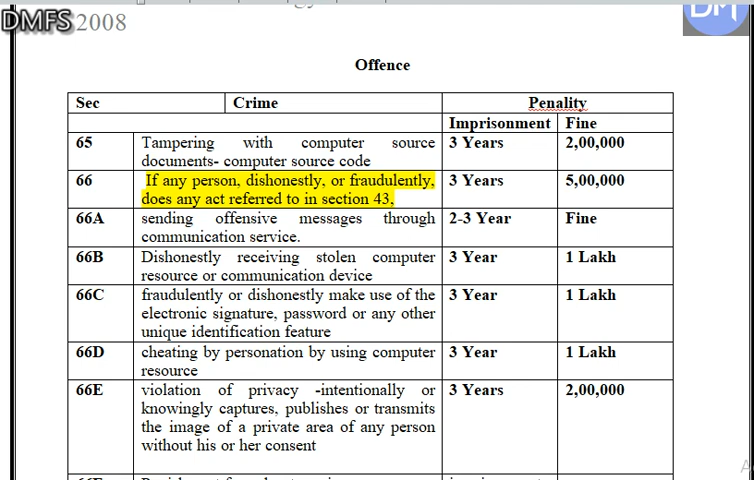 DMFS 2008
DM
Offence
Sec Crime Penality
Imprisonment Fine
65 Tampering with computer source 3 Years 2,00,000
documents- computer source code
66 If any person, dishonestly, or fraudulently, 3 Years 5,00,000
does any act referred to in section 43,
66A sending offensive messages through 2-3 Year Fine
communication service.
66B Dishonestly receiving stolen computer 3 Year 1 Lakh
resource or communication device
66C fraudulently or dishonestly make use of the 3 Year 1 Lakh
electronic signature, password or any other
unique identification feature
66D cheating by personation by using computer 3 Year 1 Lakh
resource
66E violation of privacy -intentionally or 3 Years 2,00,000
knowingly captures, publishes or transmits
the image of a private area of any person
without his or her consent